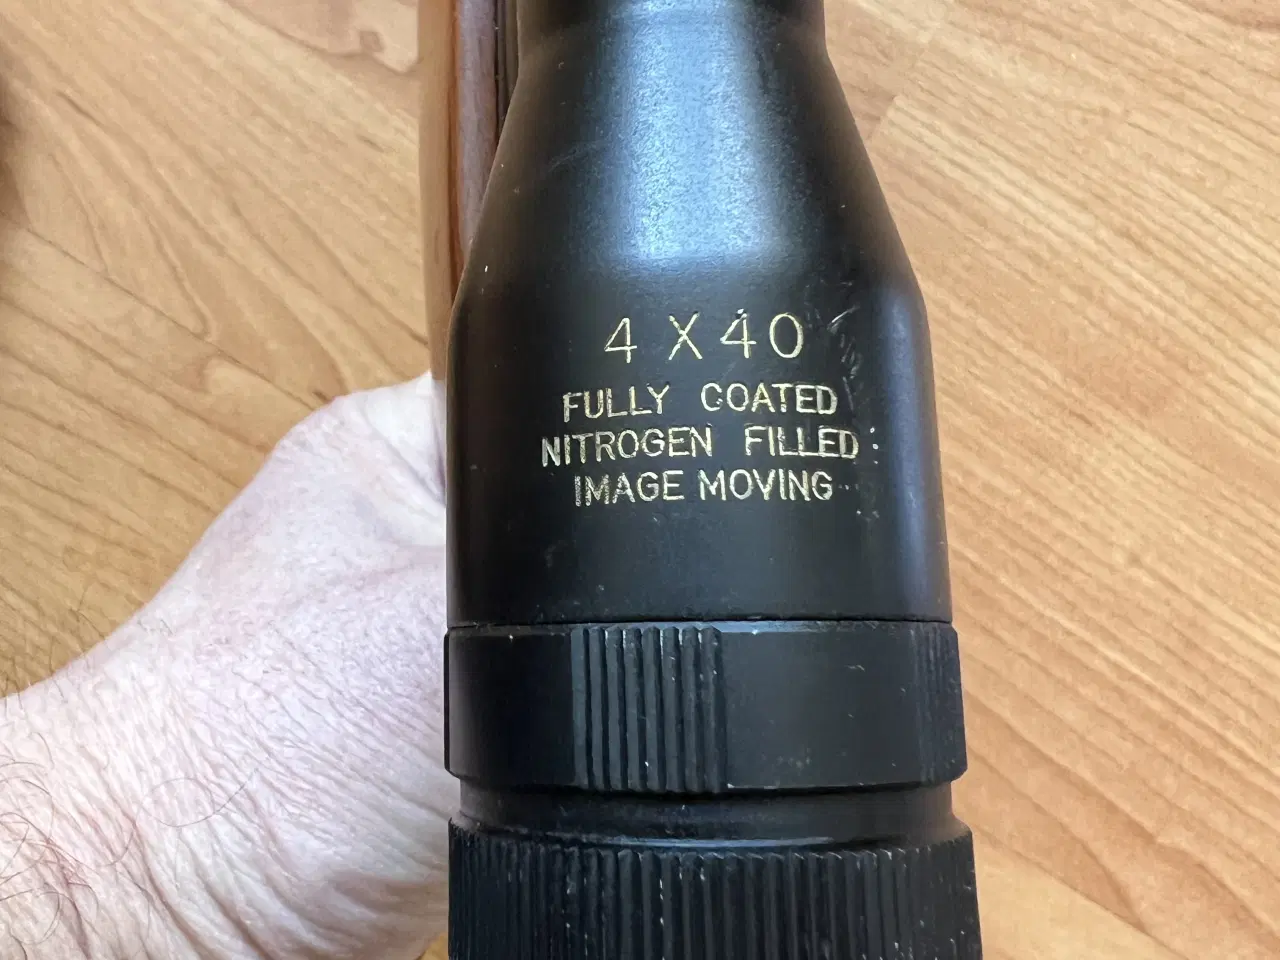 4 X 40
FULLY COATED
NITROGEN FILLED
IMAGE MOVING